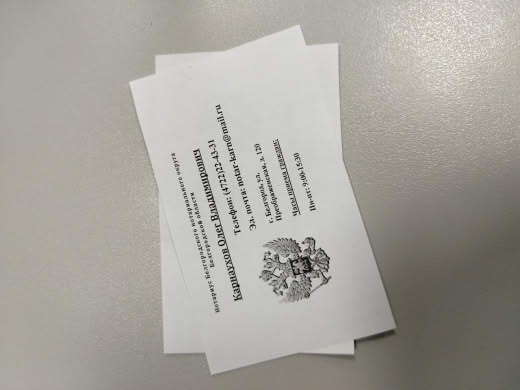 Нотариус Белгородского нотариального округа
Белгородской области
Карнаухов Олег Владимирович
Телефон: (4722)22-43-31
Эл. почта: notar-karn@mail.ru
г. Белгород, ул.
Преображенская, д. 120
Часы приема граждан:
Пн-пт: 9:00-15:30